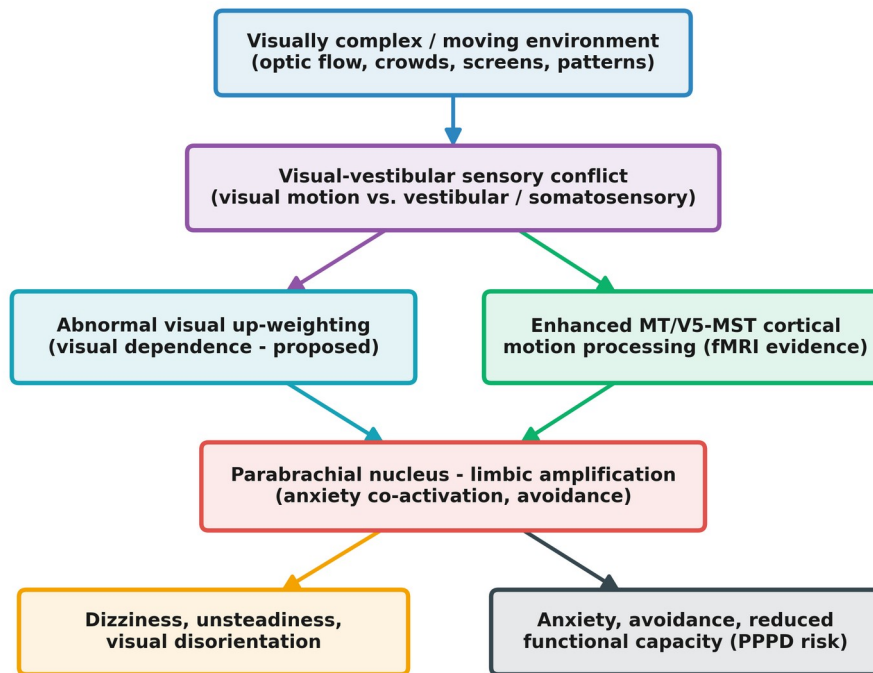 Visually complex / moving environment
(optic flow, crowds, screens, patterns)
Visual-vestibular sensory conflict
(visual motion vs. vestibular / somatosensory)
Abnormal visual up-weighting
(visual dependence - proposed)
Enhanced MT/V5-MST cortical
motion processing (fMRI evidence)
Parabrachial nucleus - limbic amplification
(anxiety co-activation, avoidance)
Dizziness, unsteadiness,
visual disorientation
Anxiety, avoidance, reduced
functional capacity (PPPD risk)